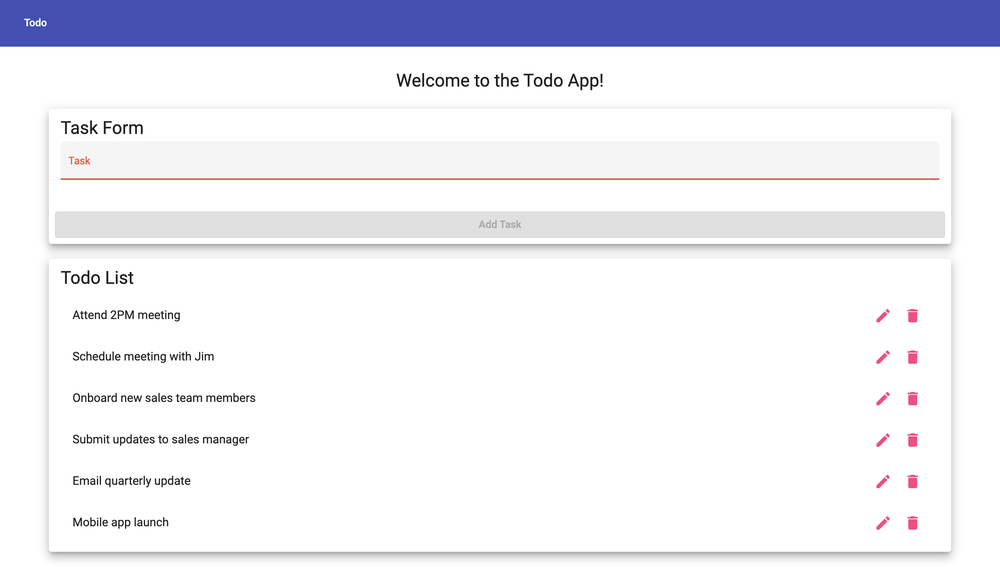 Todo
Welcome to the Todo App!
Task Form
Task
Add Task
Todo List
Attend 2PM meeting
Schedule meeting with Jim
Onboard new sales team members
Submit updates to sales manager
Email quarterly update
Mobile app launch